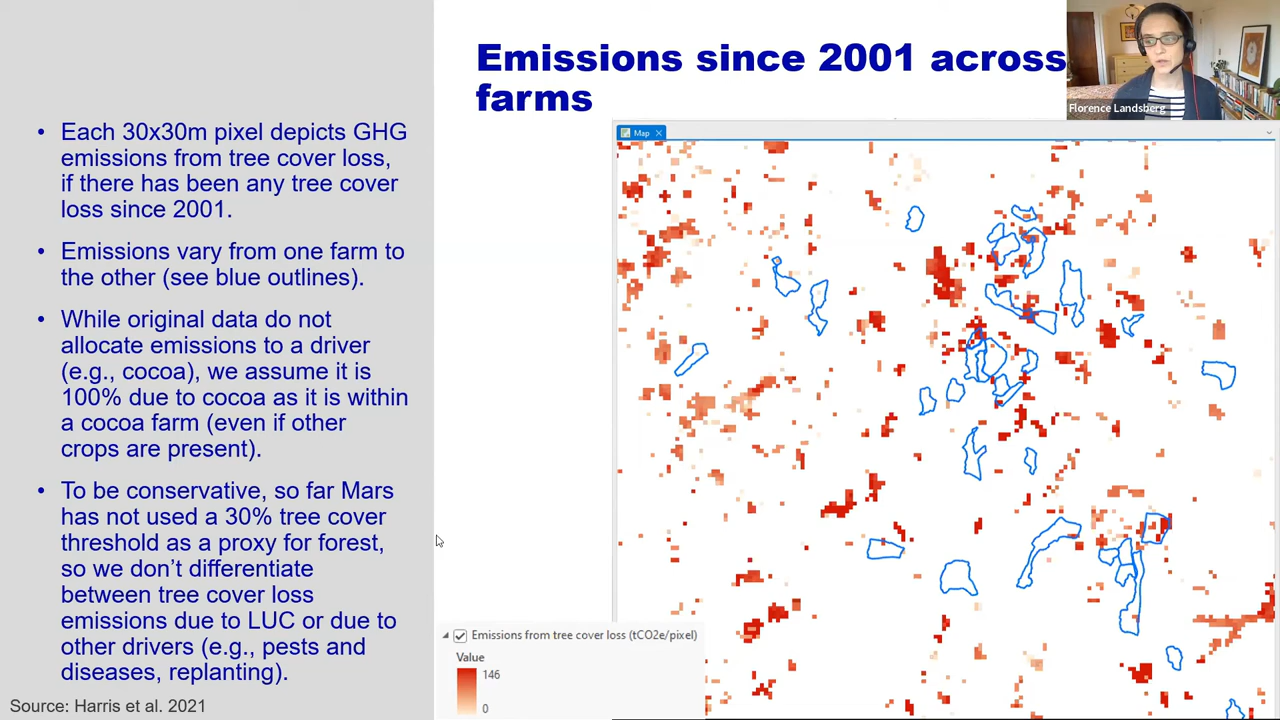 Emissions since 2001 across
farms
Florence Landsberg
• Each 30x30m pixel depicts GHG
emissions from tree cover loss,
if there has been any tree cover
loss since 2001.
• Emissions vary from one farm to
the other (see blue outlines).
• While original data do not
allocate emissions to a driver
(e.g., cocoa), we assume it is
100% due to cocoa as it is within
a cocoa farm (even if other
crops are present).
• To be conservative, so far Mars
has not used a 30% tree cover
threshold as a proxy for forest,
so we don’t differentiate
between tree cover loss
emissions due to LUC or due to
other drivers (e.g., pests and
diseases, replanting).
Source: Harris et al. 2021
Map
Emissions from tree cover loss (tCO2e/pixel)
Value
146
0